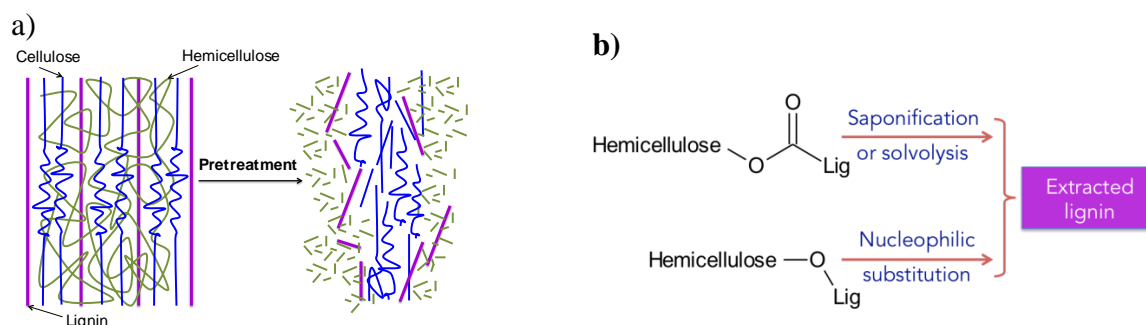 a)
Cellulose
Hemicellulose
Pretreatment
Lignin
b)
O
Hemicellulose
O
Lig
Saponification
or solvolysis
Hemicellulose
O
Lig
Nucleophilic
substitution
Extracted
lignin